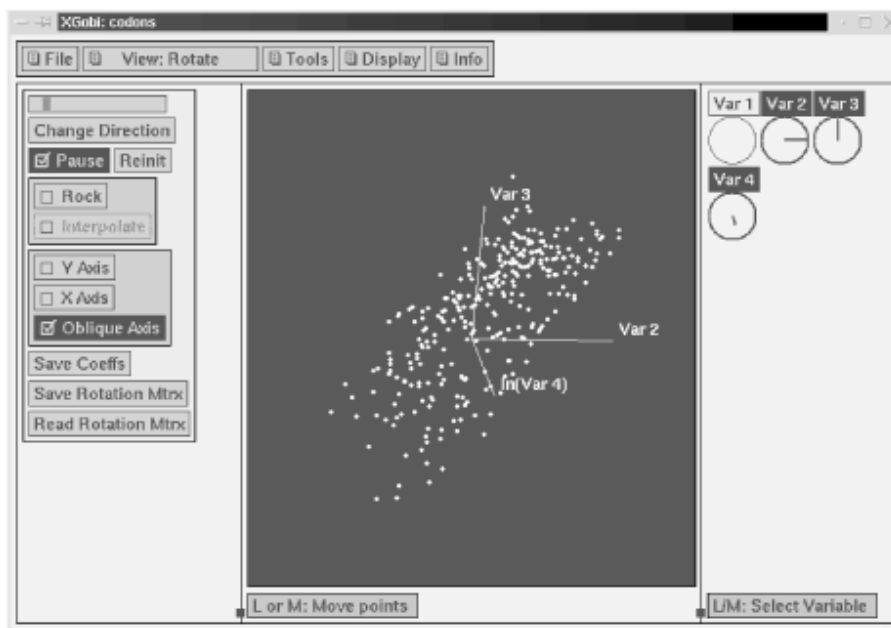 XGobi: codons
File View: Rotate Tools Display Info
Change Direction
Pause Reinit
Rock
Interpolate
Y Axis
X Axis
Oblique Axis
Save Coeffs
Save Rotation Mtrx
Read Rotation Mtrx
Var 3
Var 2
ln(Var 4)
L or M: Move points
Var 1 Var 2 Var 3
Var 4
L/M: Select Variable